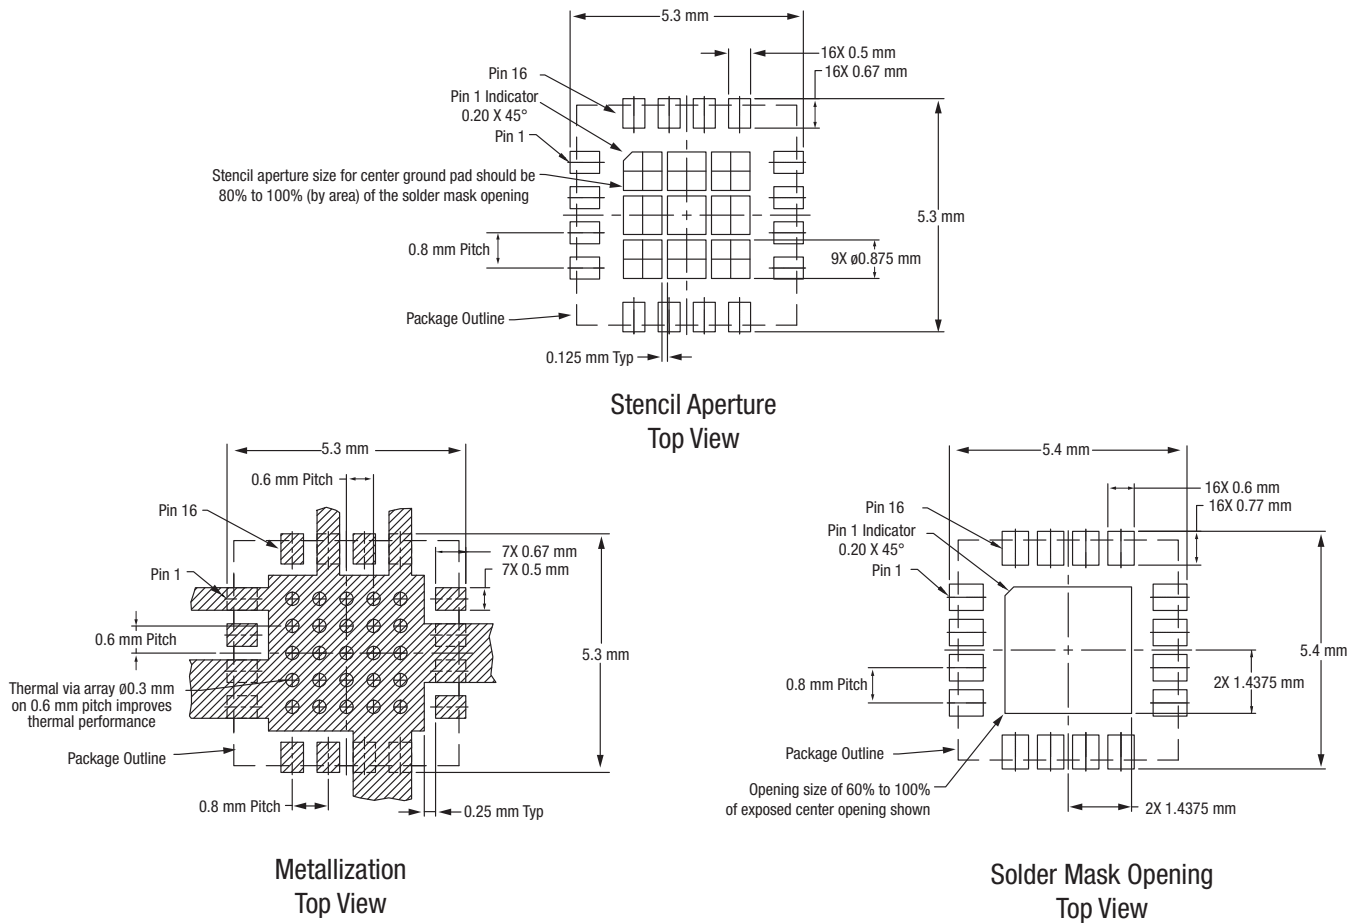 5.3 mm
16X 0.5 mm
16X 0.67 mm
Pin 16
Pin 1 Indicator
0.20 X 45°
Pin 1
Stencil aperture size for center ground pad should be
80% to 100% (by area) of the solder mask opening
5.3 mm
0.8 mm Pitch
9X ø0.875 mm
Package Outline
0.125 mm Typ
Stencil Aperture
Top View
5.3 mm
0.6 mm Pitch
Pin 16
7X 0.67 mm
7X 0.5 mm
Pin 1
0.6 mm Pitch
5.3 mm
Thermal via array ø0.3 mm
on 0.6 mm pitch improves
thermal performance
Package Outline
0.8 mm Pitch
0.25 mm Typ
Metallization
Top View
5.4 mm
16X 0.6 mm
16X 0.77 mm
Pin 16
Pin 1 Indicator
0.20 X 45°
Pin 1
5.4 mm
0.8 mm Pitch
2X 1.4375 mm
Package Outline
Opening size of 60% to 100%
of exposed center opening shown
2X 1.4375 mm
Solder Mask Opening
Top View